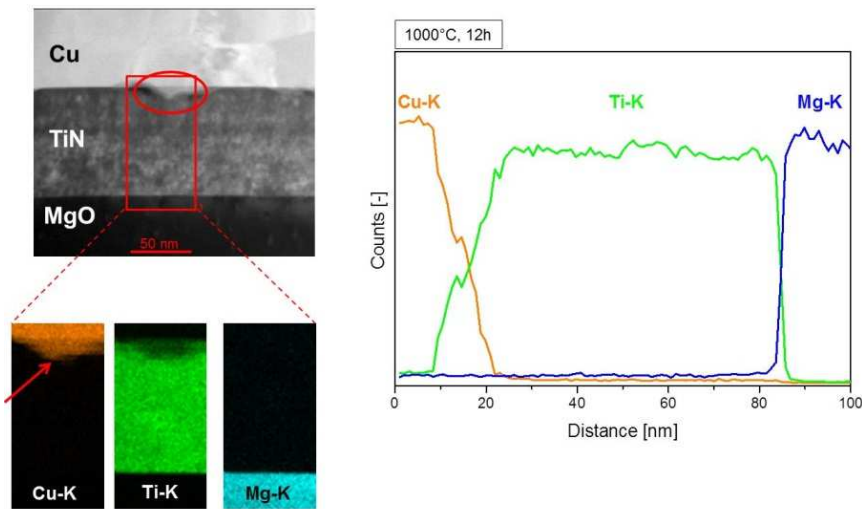 Cu
TiN
MgO
50 nm
Cu-K
Ti-K
Mg-K
1000°C, 12h
Cu-K
Ti-K
Mg-K
Counts [-]
0
20
40
60
80
100
Distance [nm]